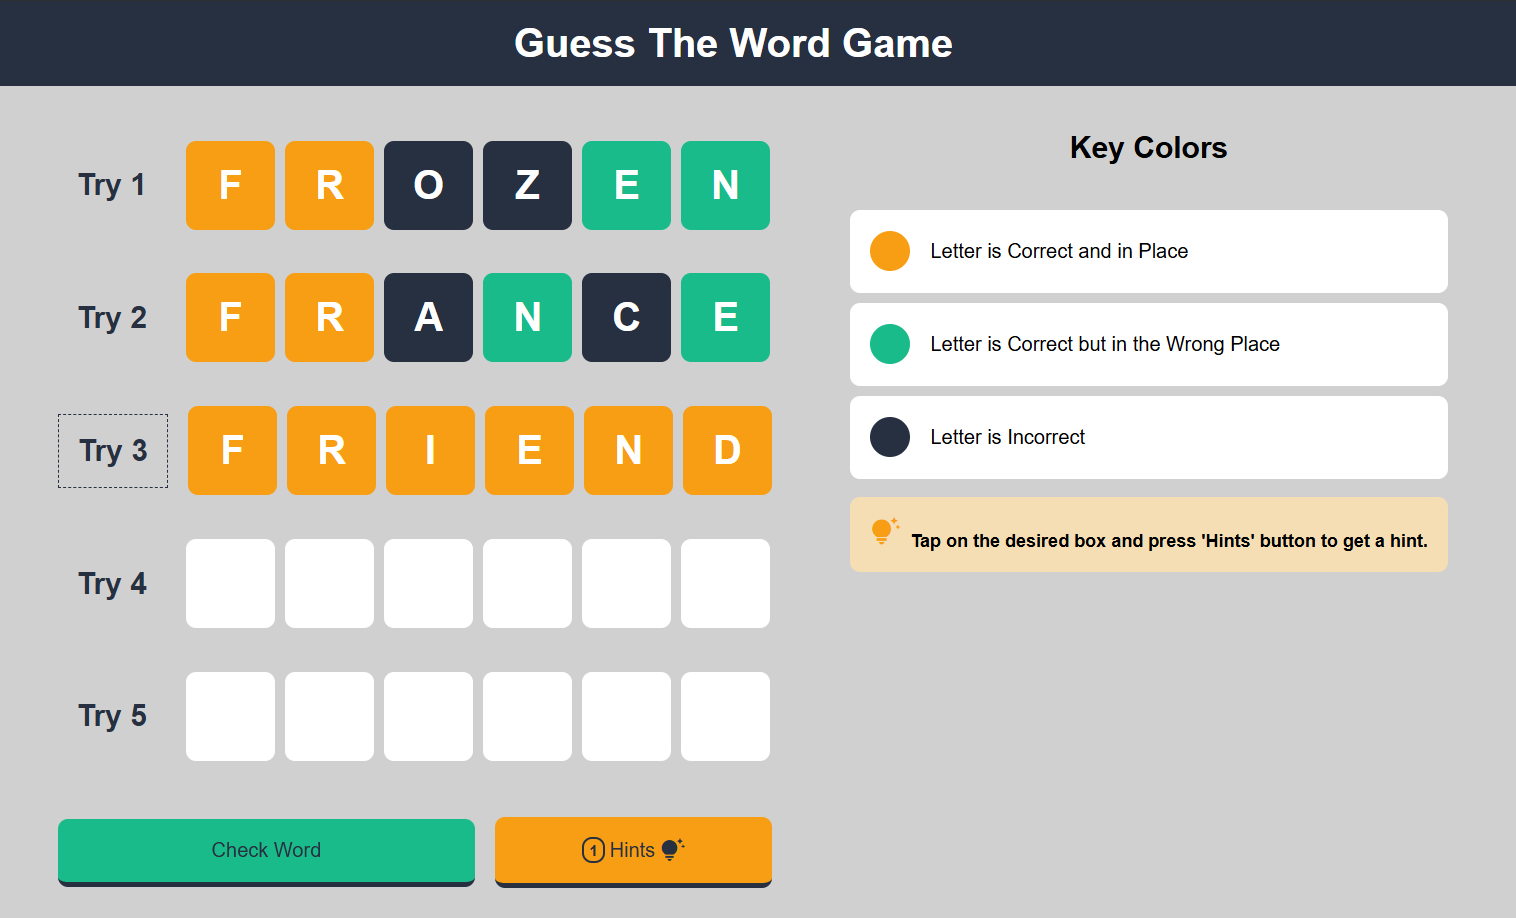 Guess The Word Game
Try 1 F R O Z E N
Try 2 F R A N C E
Try 3 F R I E N D
Try 4
Try 5
Check Word
1 Hints
Key Colors
Letter is Correct and in Place
Letter is Correct but in the Wrong Place
Letter is Incorrect
Tap on the desired box and press 'Hints' button to get a hint.